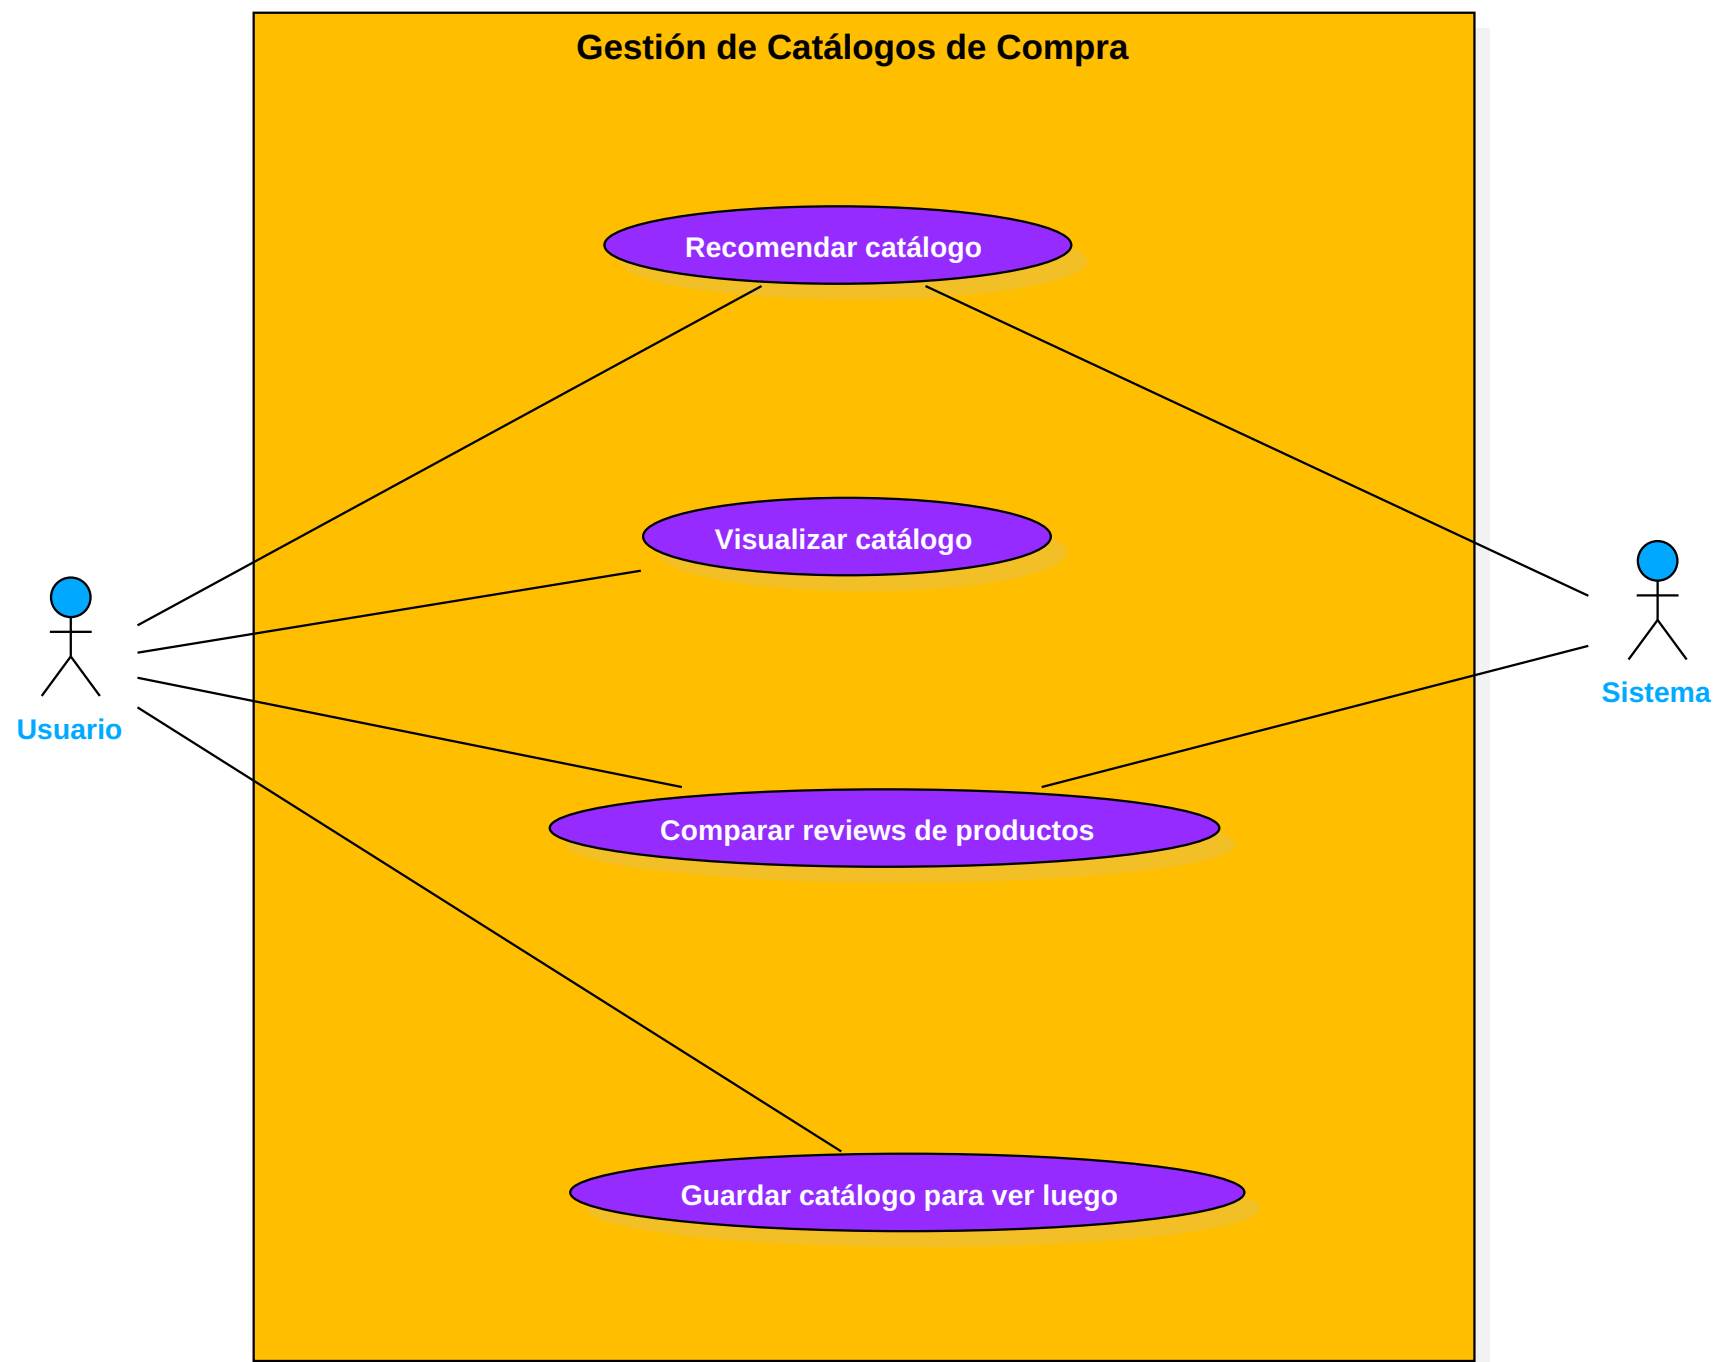 Gestión de Catálogos de Compra
Recomendar catálogo
Visualizar catálogo
Usuario
Sistema
Comparar reviews de productos
Guardar catálogo para ver luego